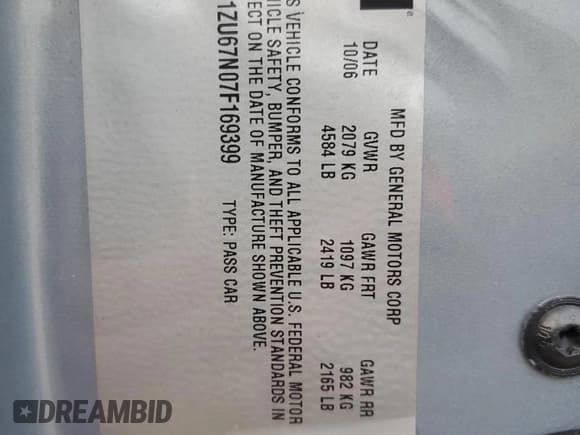 MFD BY GENERAL MOTORS CORP
DATE GVWR GAWR FRT GAWR RR
10/06 2079 KG 1097 KG 982 KG
4584 LB 2419 LB 2165 LB
VEHICLE CONFORMS TO ALL APPLICABLE U.S. FEDERAL MOTOR
SAFETY, BUMPER, AND THEFT PREVENTION STANDARDS IN
ON THE DATE OF MANUFACTURE SHOWN ABOVE.
1ZU67N07F169399 TYPE: PASS CAR
DREAMBID